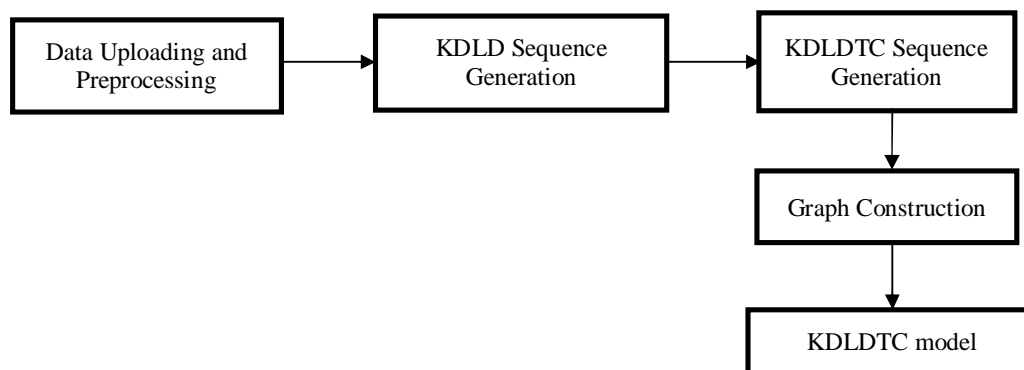 Data Uploading and
Preprocessing
KDLD Sequence
Generation
KDLDTC Sequence
Generation
Graph Construction
KDLDTC model